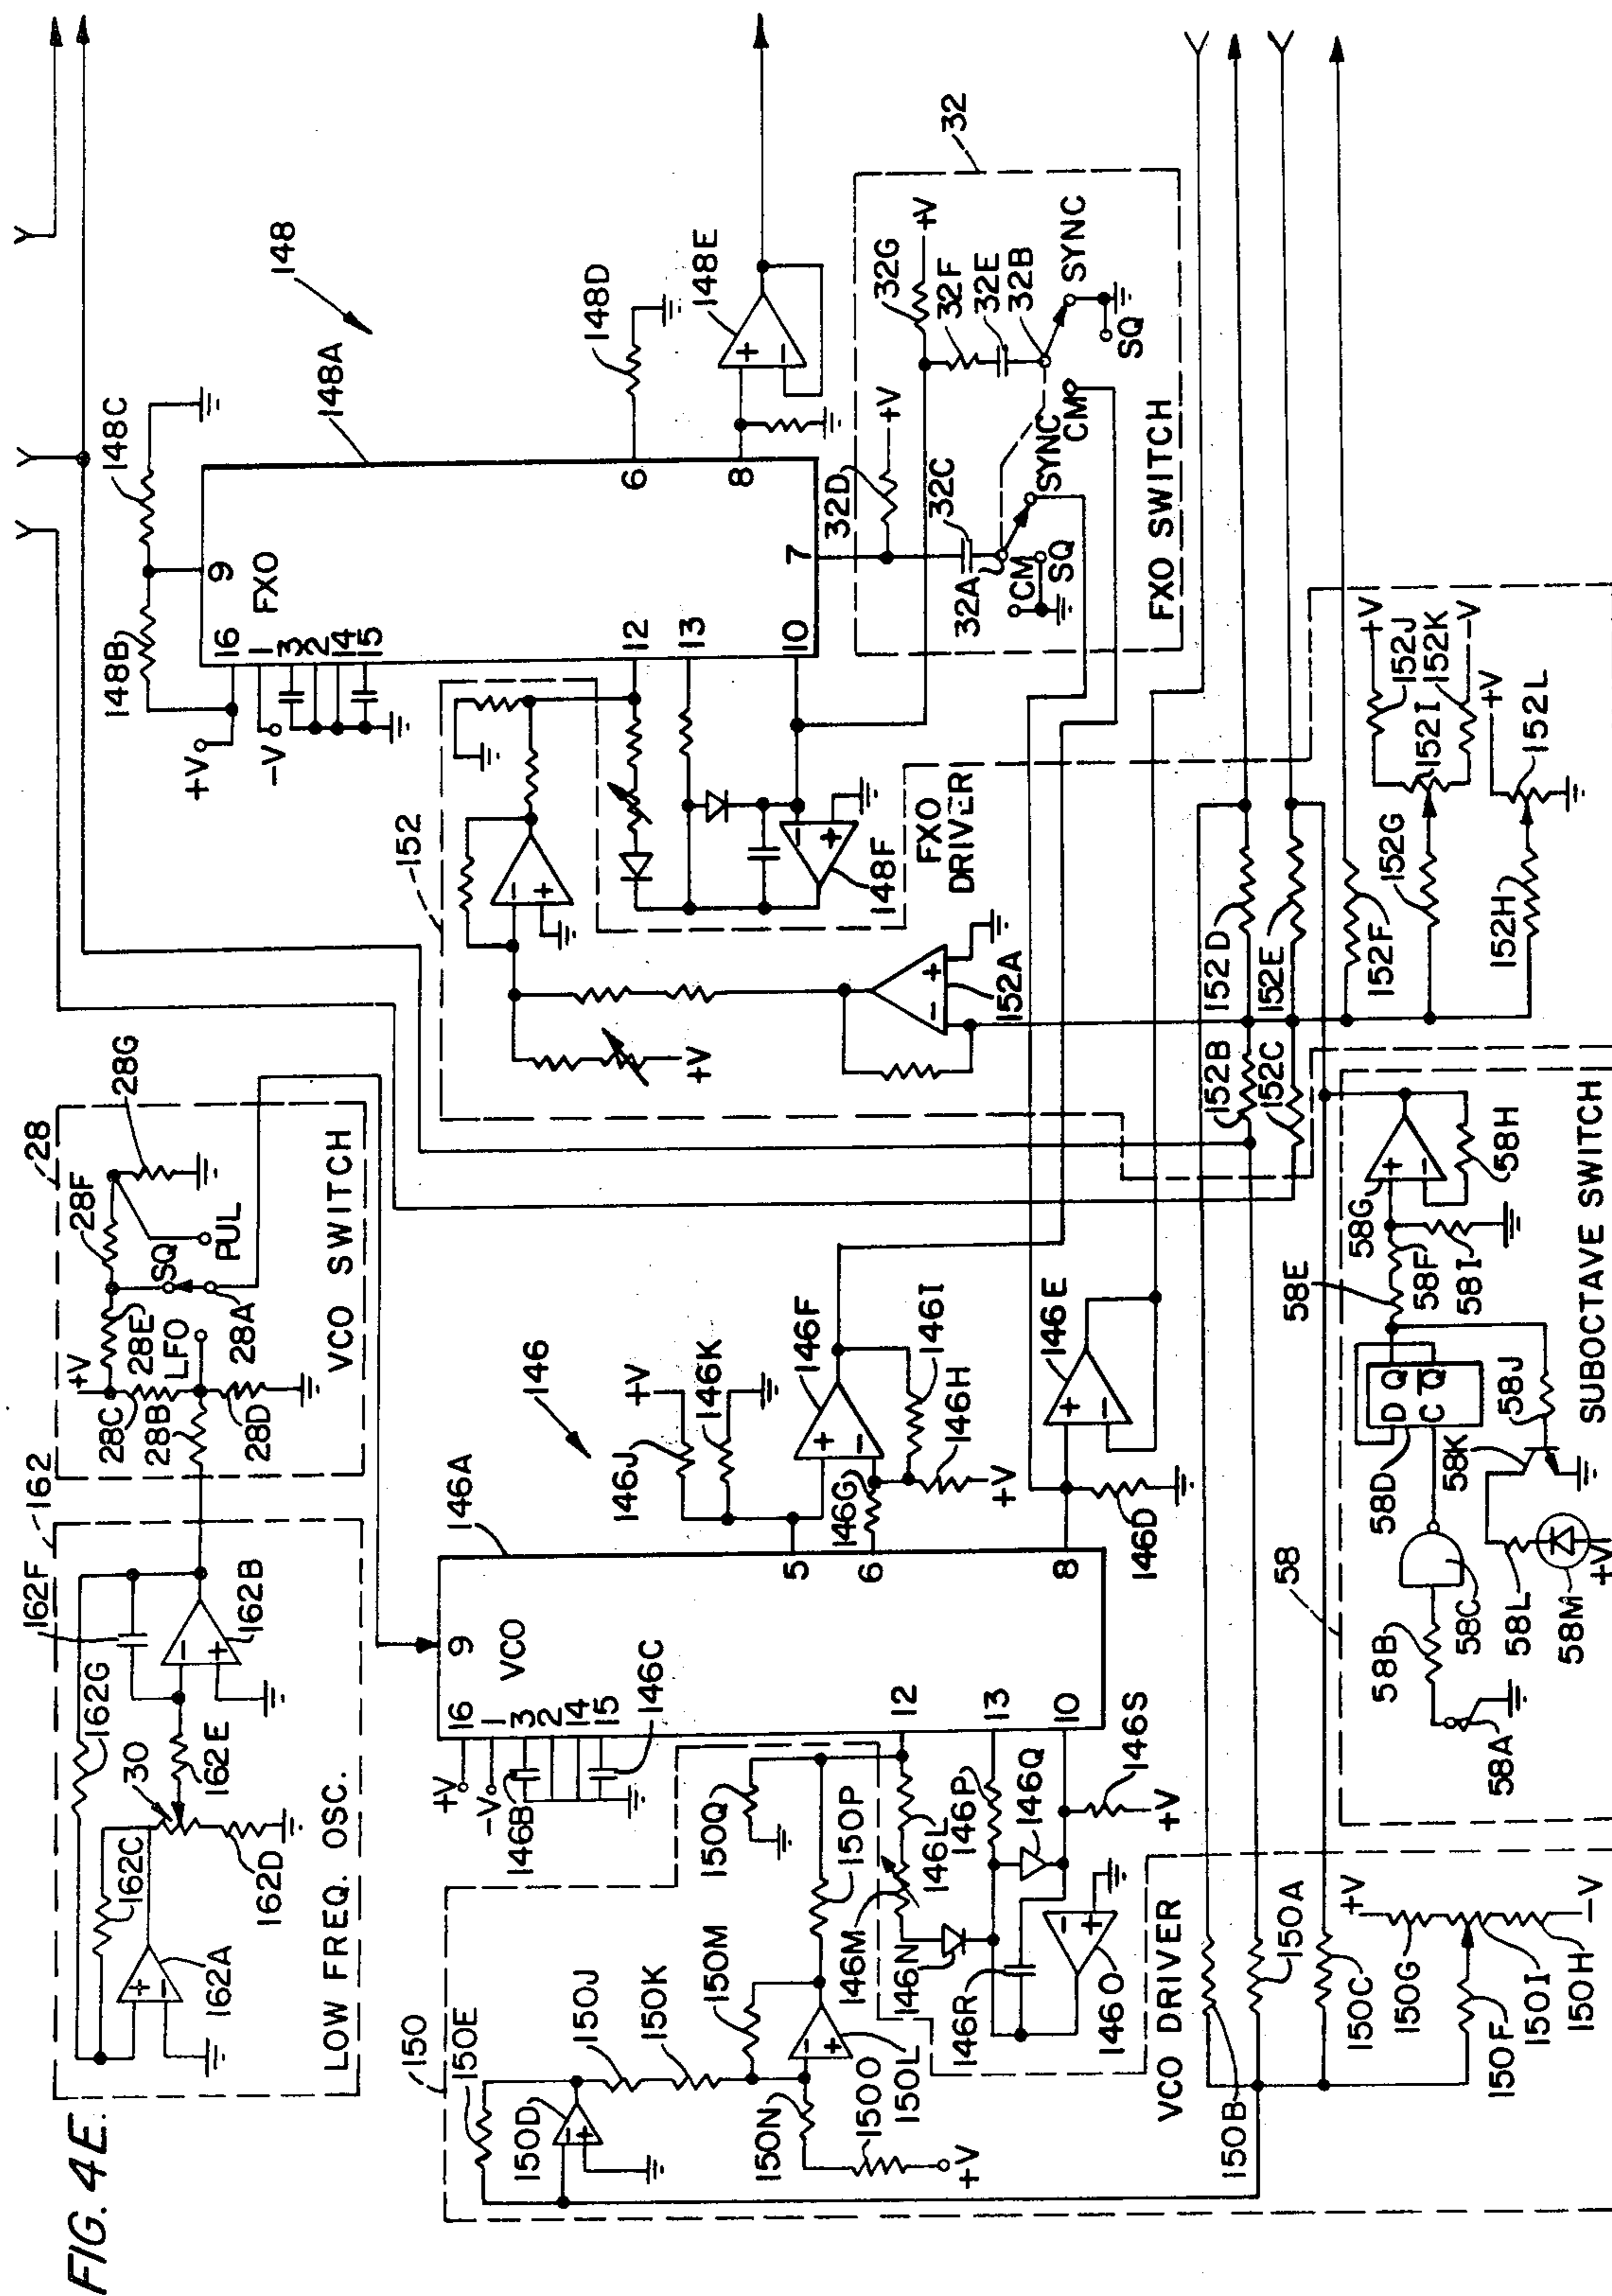 FIG. 4E.
162
162F
162G
30
162C
162E
162B
162A
162D
LOW FREQ. OSC.
28
28F
28G
+V
28C
28E
SQ
LFO
PUL
28B
28A
28D
VCO SWITCH
148
148A
148B
148C
9
16
FXO
1
3
2
14
15
+V
-V
12
13
10
6
8
7
148D
148E
32
32G
+V
32F
32E
32B
SYNC
SQ
32D
+V
32C
SYNC
CM
32A
CM
SQ
FXO SWITCH
152
148F
FXO
DRIVER
+V
152A
152B
152C
152D
152E
152F
152G
152H
+V
152J
152I
152K
-V
+V
152L
146
146A
9
VCO
16
1
3
2
14
15
+V
-V
146B
146C
12
13
10
5
6
8
146J
+V
146K
146F
146G
146I
146H
+V
146E
146D
150
150E
150D
150J
150K
150M
150Q
150P
150N
150O
150L
+V
146M
146L
146N
146P
146Q
146R
146O
146S
+V
VCO DRIVER
150B
150A
150C
150G
+V
150F
150I
150H
-V
58
58A
58B
58C
58D
D Q
C Q
58E
58F
58G
58H
58I
58J
58K
58L
58M
+V
SUBOCTAVE SWITCH